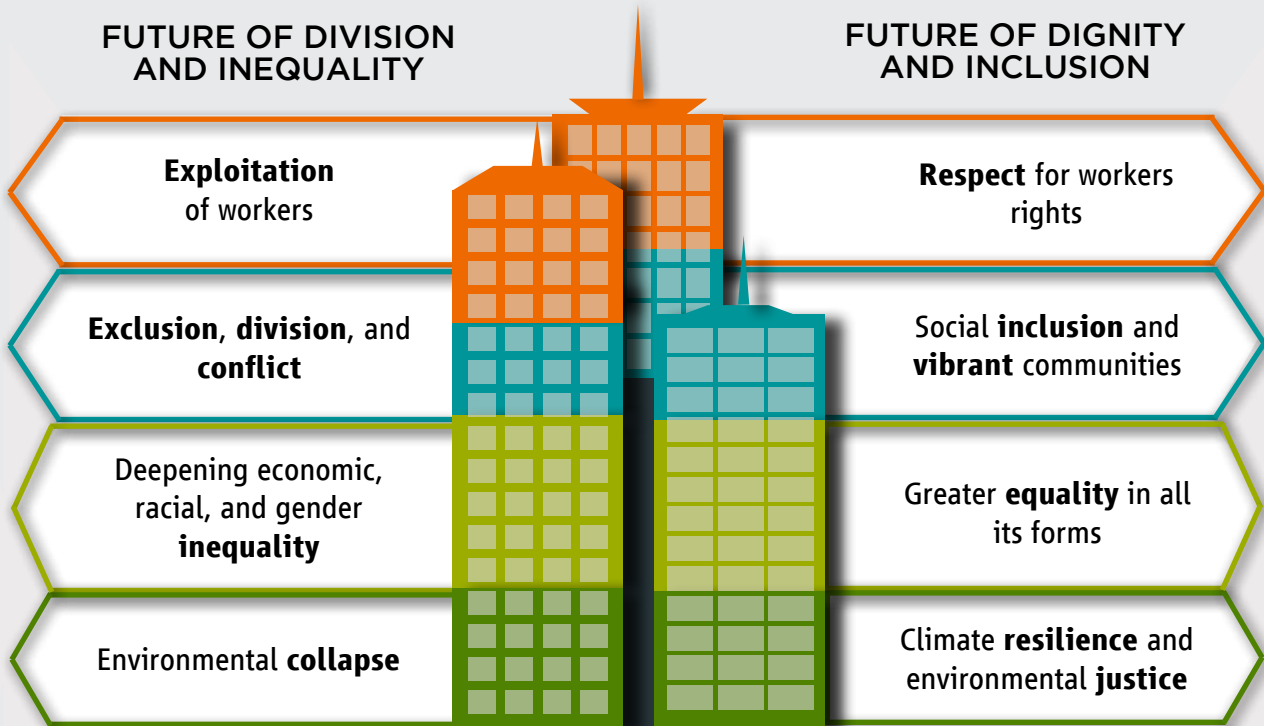 FUTURE OF DIVISION
AND INEQUALITY
Exploitation
of workers
Exclusion, division, and
conflict
Deepening economic,
racial, and gender
inequality
Environmental collapse
FUTURE OF DIGNITY
AND INCLUSION
Respect for workers
rights
Social inclusion and
vibrant communities
Greater equality in all
its forms
Climate resilience and
environmental justice